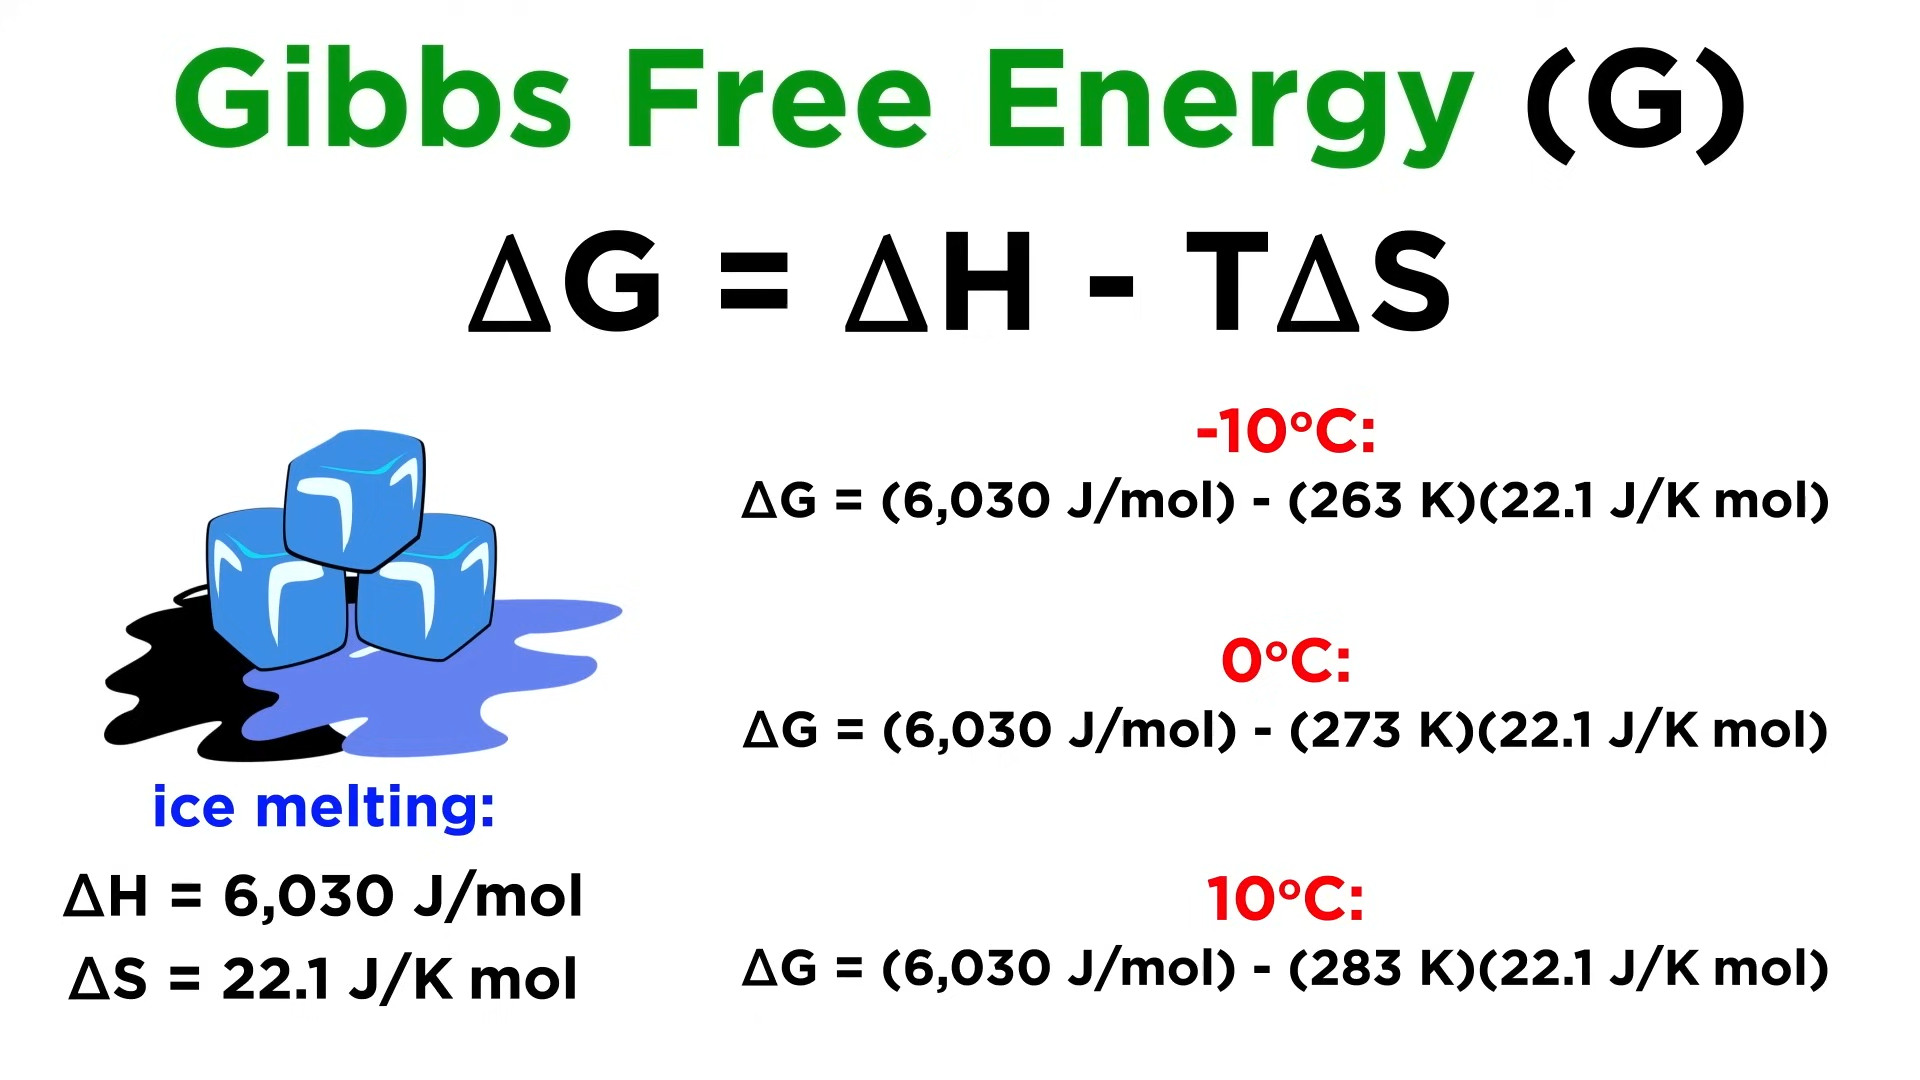 Gibbs Free Energy (G)
ΔG = ΔH - TΔS
ice melting:
ΔH = 6,030 J/mol
ΔS = 22.1 J/K mol
-10°C:
ΔG = (6,030 J/mol) - (263 K)(22.1 J/K mol)
0°C:
ΔG = (6,030 J/mol) - (273 K)(22.1 J/K mol)
10°C:
ΔG = (6,030 J/mol) - (283 K)(22.1 J/K mol)